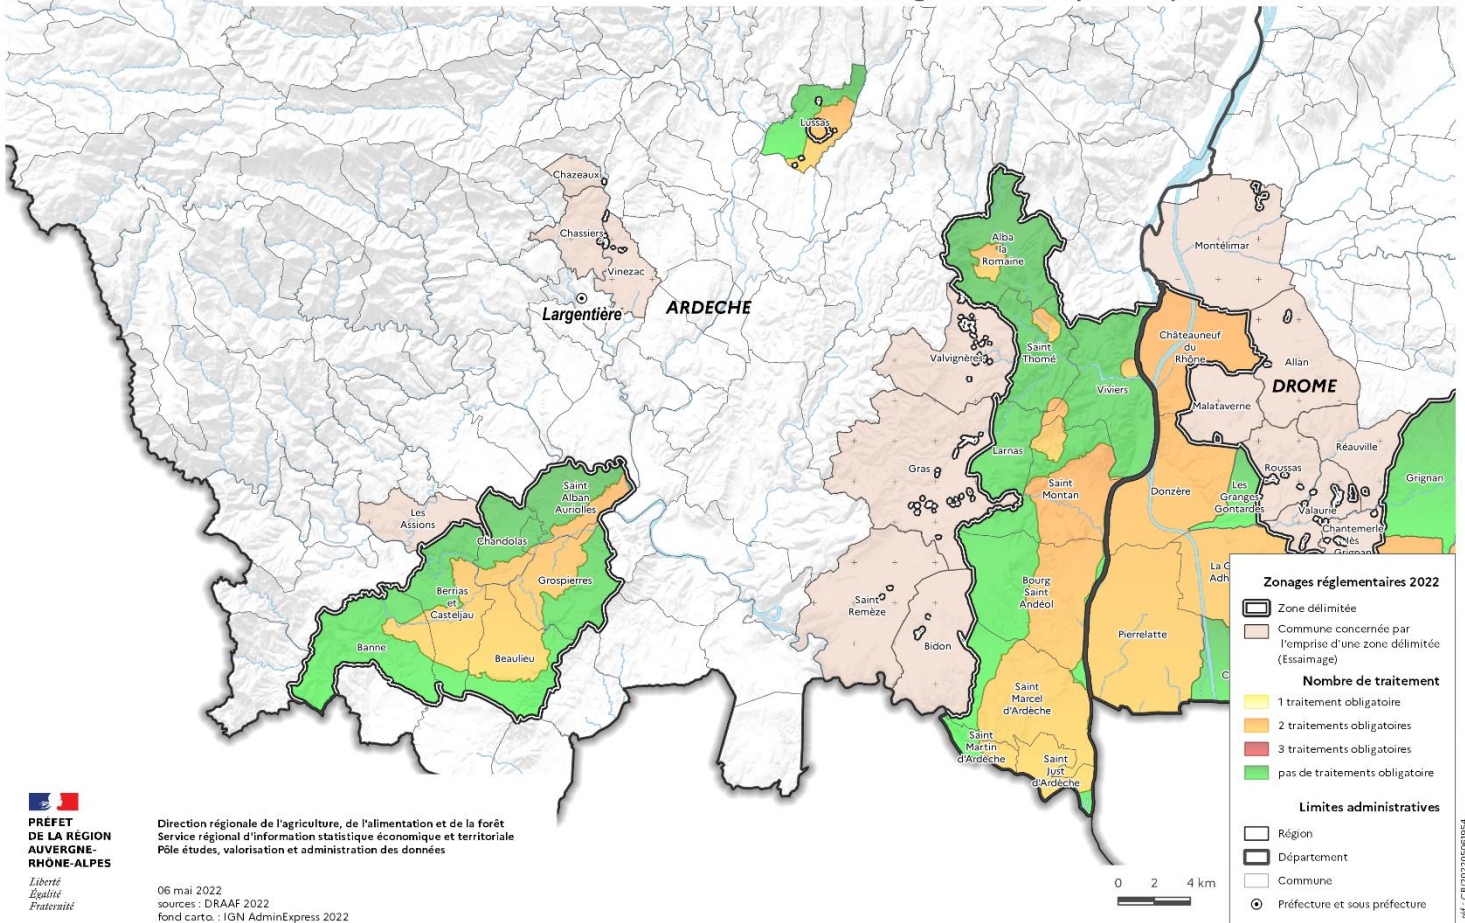 Lussas
Chazeaux
Chassiers
Vinezac
Largentière
ARDECHE
Alba
la
Romaine
Montélimar
Saint
Thomé
Valvignères
Viviers
Châteauneuf
du
Rhône
Allan
DROME
Malataverne
Réauville
Larnas
Gras
Saint
Montan
Donzère
Les
Granges
Gontardes
Roussas
Grignan
Valaurie
Chantemerle
lès
Grignan
Saint
Alban
Auriolles
Les
Assions
Chandolas
Grospierres
Berrias
et
Casteljau
Banne
Beaulieu
Saint
Remèze
Bidon
Bourg
Saint
Andéol
Pierrelatte
La G
Adh
C
Saint
Marcel
d'Ardèche
Saint
Martin
d'Ardèche
Saint
Just
d'Ardèche
Zonages réglementaires 2022
Zone délimitée
Commune concernée par
l'emprise d'une zone délimitée
(Essaimage)
Nombre de traitement
1 traitement obligatoire
2 traitements obligatoires
3 traitements obligatoires
pas de traitements obligatoire
Limites administratives
Région
Département
Commune
Préfecture et sous préfecture
0 2 4 km
PRÉFET
DE LA RÉGION
AUVERGNE-
RHÔNE-ALPES
Liberté
Égalité
Fraternité
Direction régionale de l'agriculture, de l'alimentation et de la forêt
Service régional d'information statistique économique et territoriale
Pôle études, valorisation et administration des données
06 mai 2022
sources : DRAAF 2022
fond carto. : IGN AdminExpress 2022